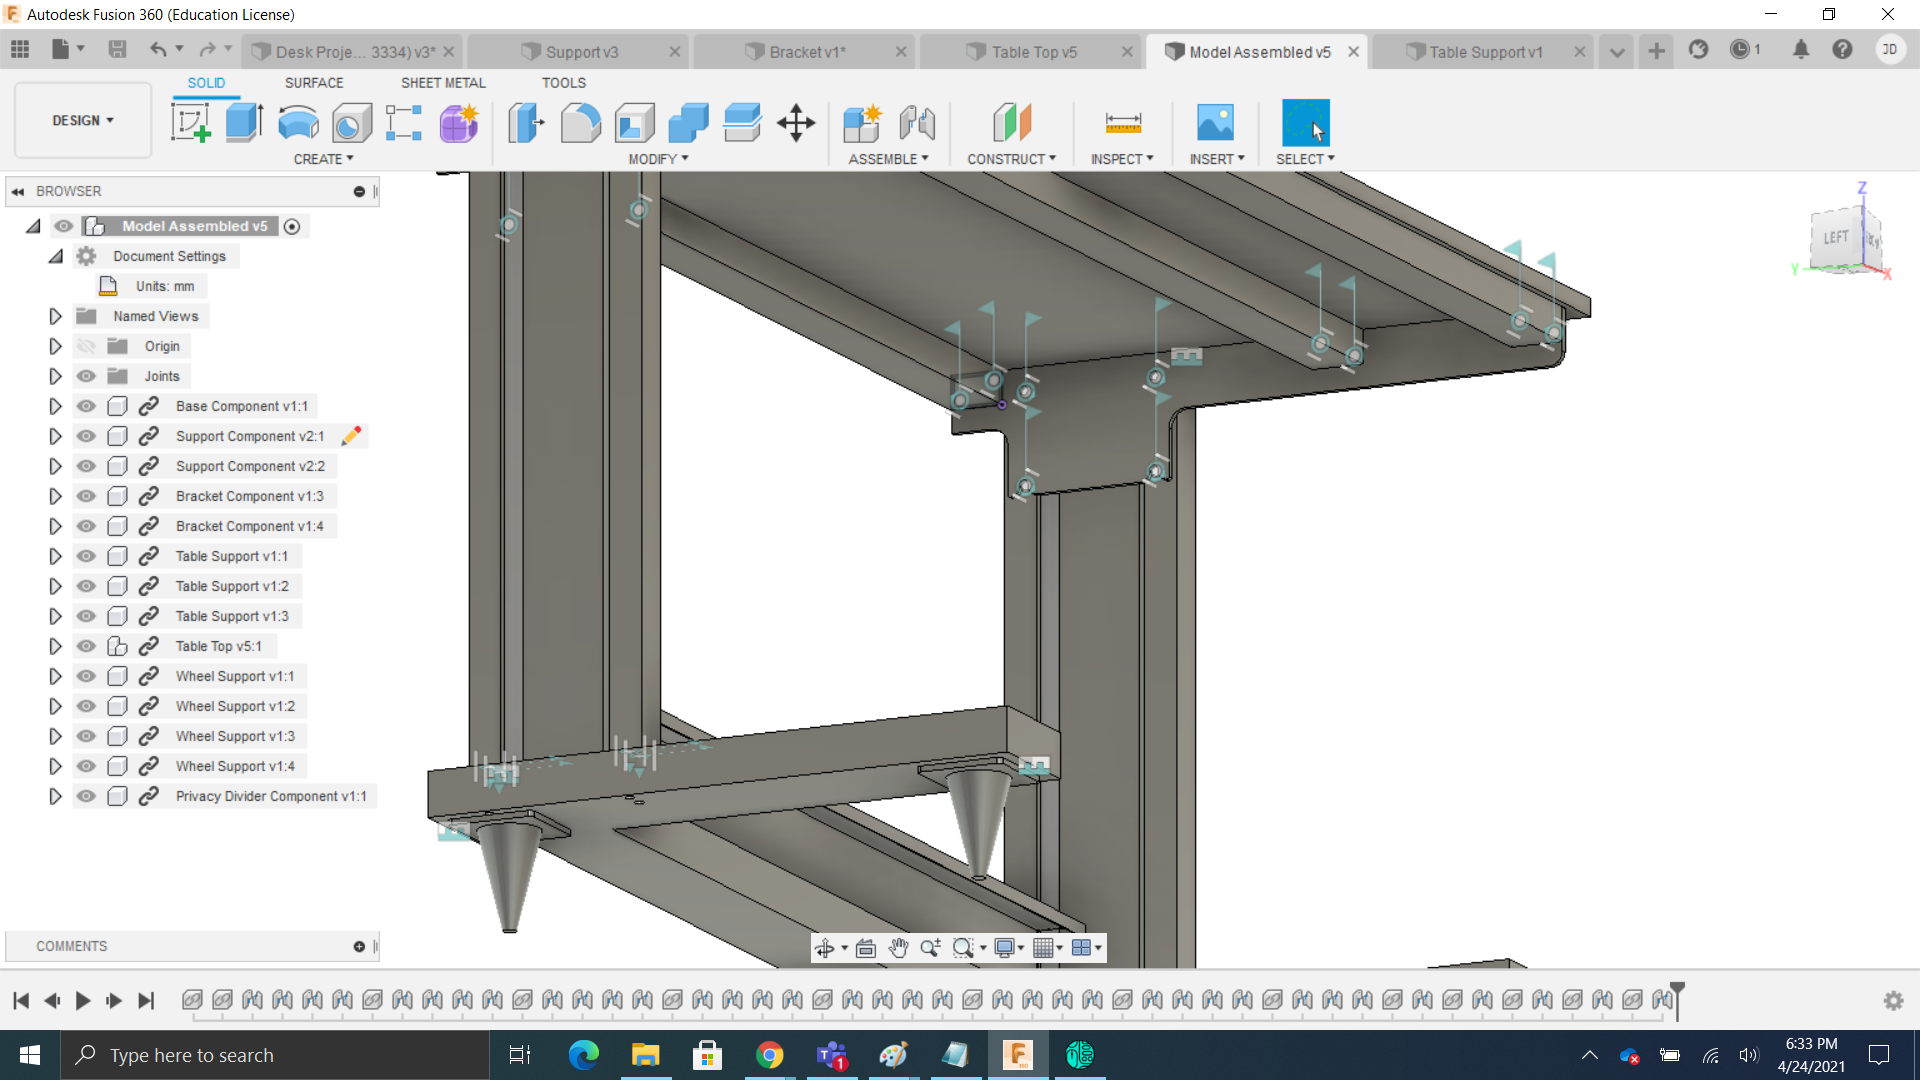 Autodesk Fusion 360 (Education License)
Desk Proje... 3334) v3*
Support v3
Bracket v1*
Table Top v5
Model Assembled v5
Table Support v1
1
JD
SOLID
SURFACE
SHEET METAL
TOOLS
DESIGN
CREATE
MODIFY
ASSEMBLE
CONSTRUCT
INSPECT
INSERT
SELECT
BROWSER
Model Assembled v5
Document Settings
Units: mm
Named Views
Origin
Joints
Base Component v1:1
Support Component v2:1
Support Component v2:2
Bracket Component v1:3
Bracket Component v1:4
Table Support v1:1
Table Support v1:2
Table Support v1:3
Table Top v5:1
Wheel Support v1:1
Wheel Support v1:2
Wheel Support v1:3
Wheel Support v1:4
Privacy Divider Component v1:1
Z
LEFT
Y
X
COMMENTS
Type here to search
1
6:33 PM
4/24/2021